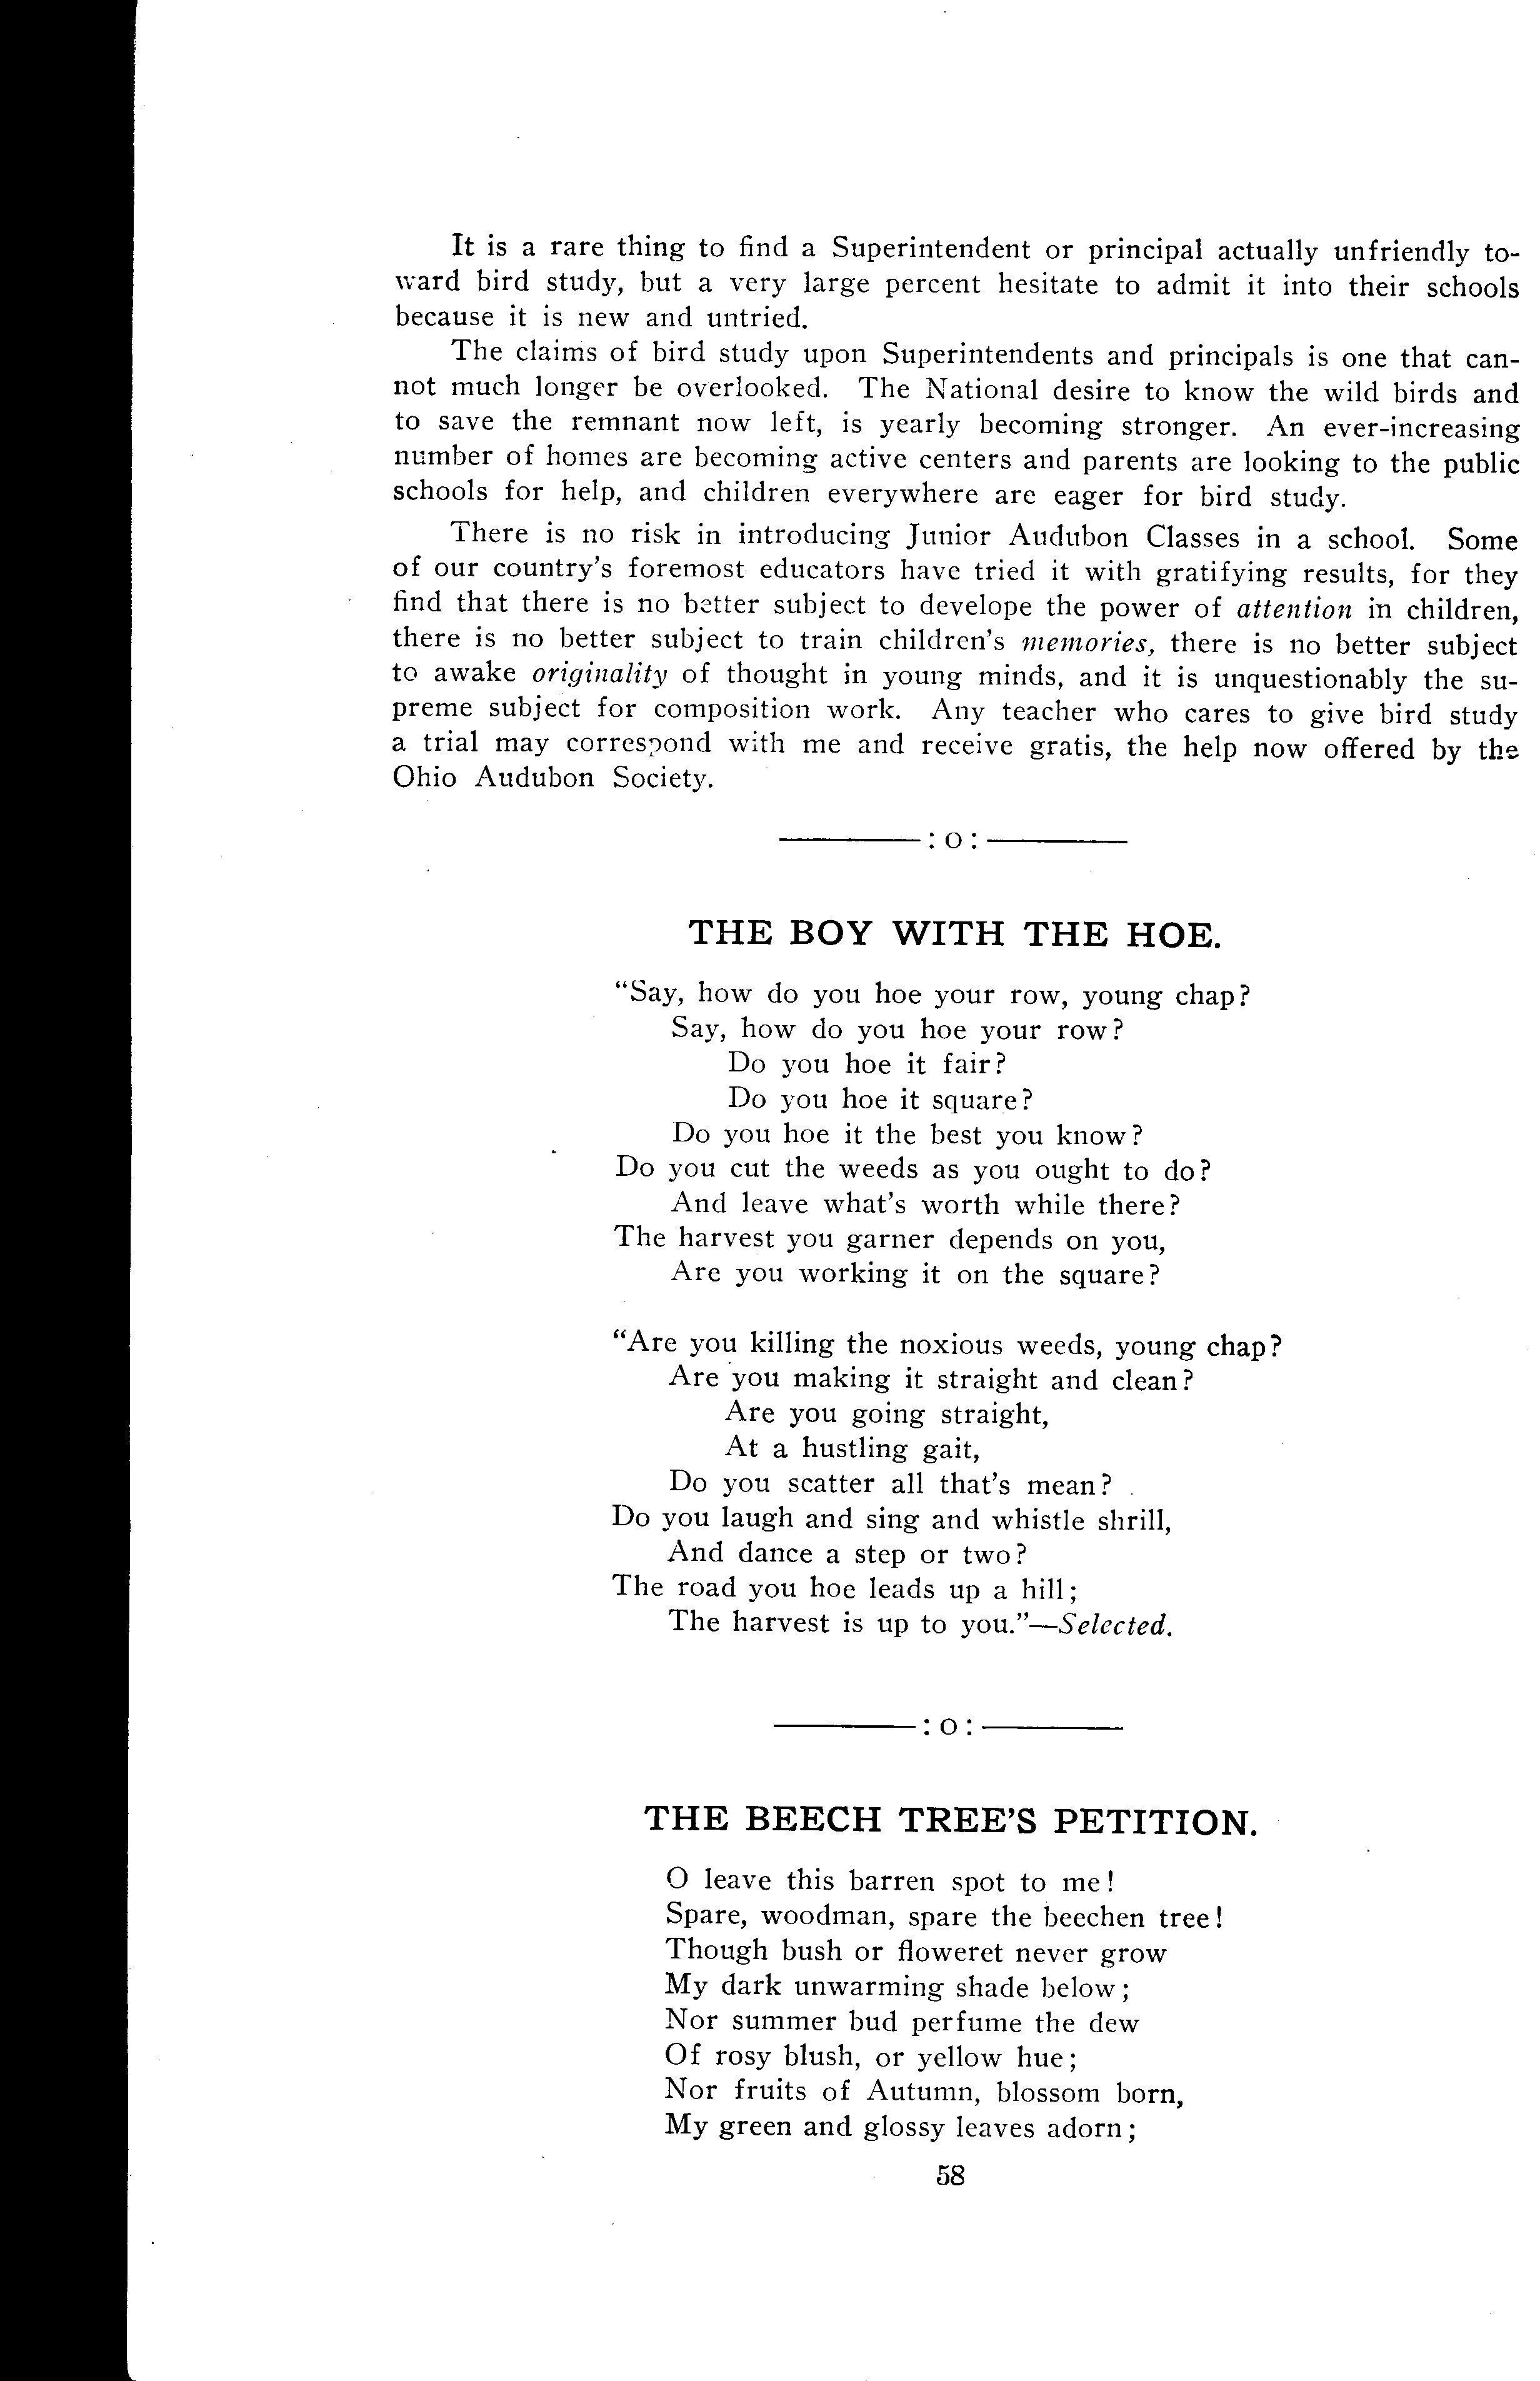 It is a rare thing to find a Superintendent or principal actually unfriendly to-
ward bird study, but a very large percent hesitate to admit it into their schools
because it is new and untried.
The claims of bird study upon Superintendents and principals is one that can-
not much longer be overlooked. The National desire to know the wild birds and
to save the remnant now left, is yearly becoming stronger. An ever-increasing
number of homes are becoming active centers and parents are looking to the public
schools for help, and children everywhere are eager for bird study.
There is no risk in introducing Junior Audubon Classes in a school. Some
of our country's foremost educators have tried it with gratifying results, for they
find that there is no better subject to develope the power of attention in children,
there is no better subject to train children's memories, there is no better subject
to awake originality of thought in young minds, and it is unquestionably the su-
preme subject for composition work. Any teacher who cares to give bird study
a trial may correspond with me and receive gratis, the help now offered by the
Ohio Audubon Society.
———:o:———
THE BOY WITH THE HOE.
"Say, how do you hoe your row, young chap?
Say, how do you hoe your row?
Do you hoe it fair?
Do you hoe it square?
Do you hoe it the best you know?
Do you cut the weeds as you ought to do?
And leave what's worth while there?
The harvest you garner depends on you,
Are you working it on the square?
"Are you killing the noxious weeds, young chap?
Are you making it straight and clean?
Are you going straight,
At a hustling gait,
Do you scatter all that's mean?
Do you laugh and sing and whistle shrill,
And dance a step or two?
The road you hoe leads up a hill;
The harvest is up to you."—Selected.
———:o:———
THE BEECH TREE'S PETITION.
O leave this barren spot to me!
Spare, woodman, spare the beechen tree!
Though bush or floweret never grow
My dark unwarming shade below;
Nor summer bud perfume the dew
Of rosy blush, or yellow hue;
Nor fruits of Autumn, blossom born,
My green and glossy leaves adorn;
58